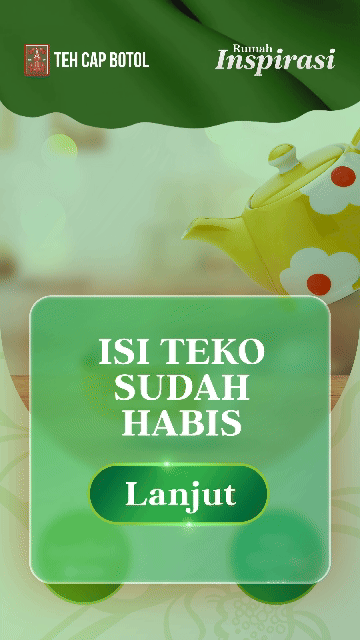 TEH CAP BOTOL
Rumah
Inspirasi
ISI TEKO
SUDAH
HABIS
Lanjut